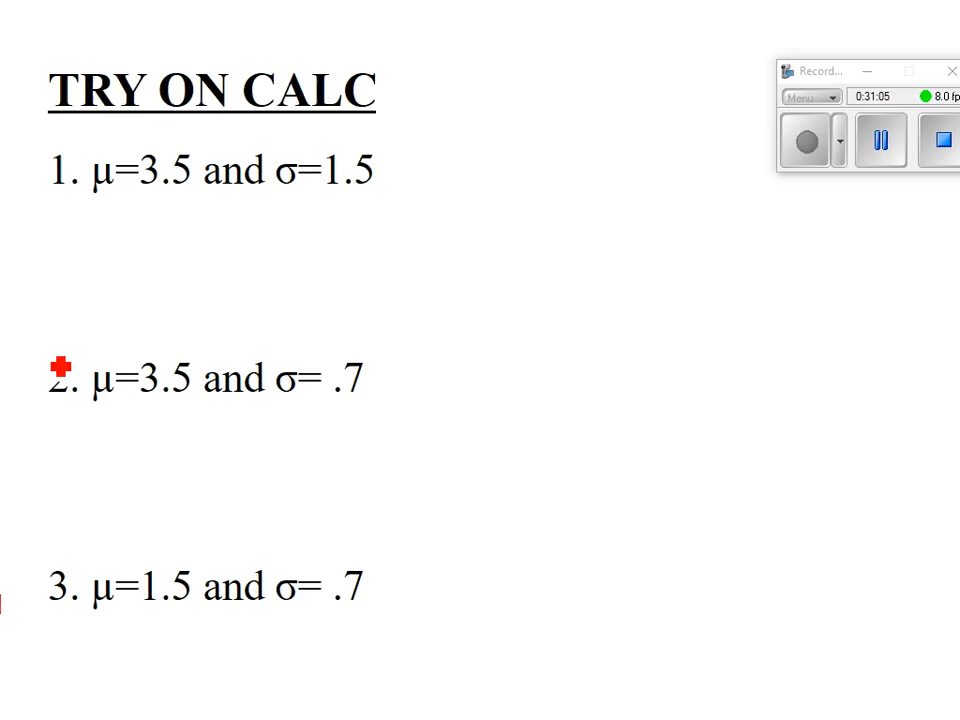 TRY ON CALC
Record...
Menu
0:31:05
8.0 fp
1. µ=3.5 and σ=1.5
2. µ=3.5 and σ= .7
3. µ=1.5 and σ= .7